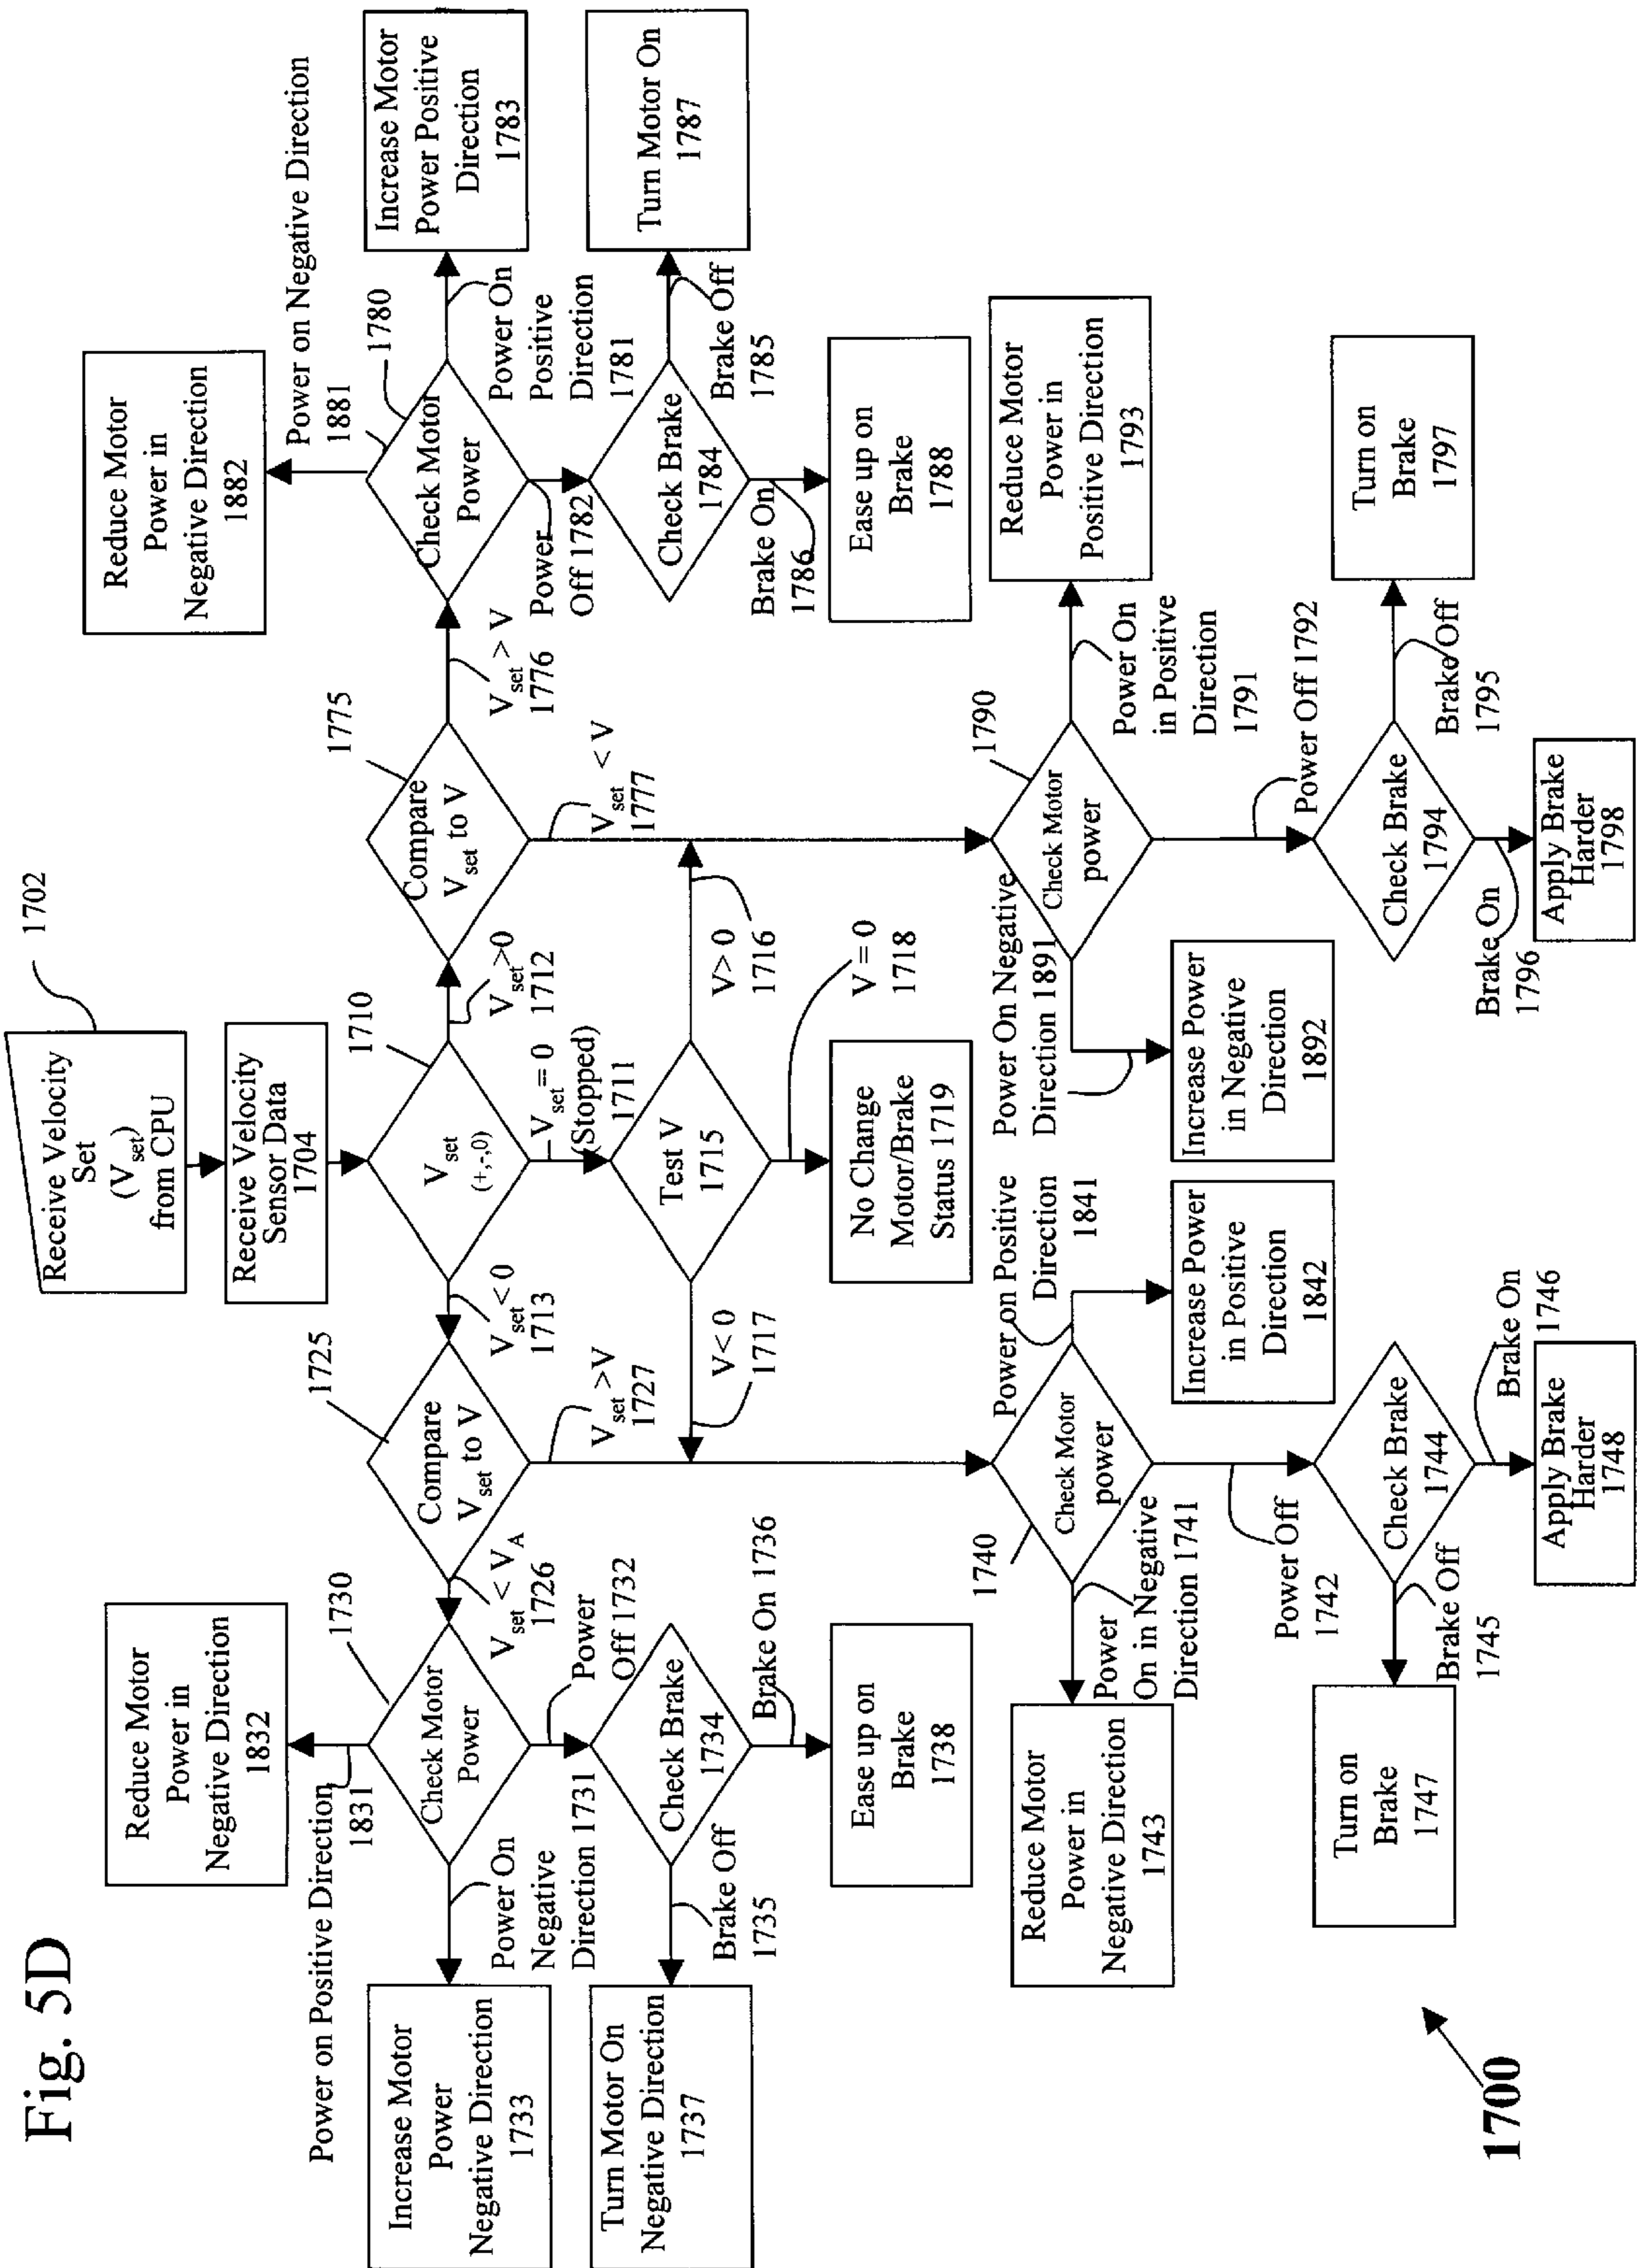 Fig. 5D
Receive Velocity
Set
(Vset)
from CPU
1702
Receive Velocity
Sensor Data
1704
Vset
(+,-,0)
1710
Vset < 0
1713
Vset = 0
(Stopped)
1711
Vset >0
1712
Compare
Vset to V
1725
Vset < VA
1726
Vset >V
1727
Test V
1715
V< 0
1717
V> 0
1716
V = 0
1718
No Change
Motor/Brake
Status 1719
Compare
Vset to V
1775
Vset > V
1776
Vset < V
1777
Reduce Motor
Power in
Negative Direction
1832
Power on Positive Direction
1831
Check Motor
Power
1730
Power On
Negative
Direction 1731
Increase Motor
Power
Negative Direction
1733
Power
Off 1732
Check Brake
1734
Brake Off
1735
Turn Motor On
Negative Direction
1737
Brake On 1736
Ease up on
Brake
1738
Reduce Motor
Power in
Negative Direction
1882
Power on Negative Direction
1881
Check Motor
Power
1780
Power On
Positive
Direction
1781
Increase Motor
Power Positive
Direction
1783
Power
Off 1782
Check Brake
1784
Brake Off
1785
Turn Motor On
1787
Brake On
1786
Ease up on
Brake
1788
Check Motor
power
1740
Power on Positive
Direction
1841
Increase Power
in Positive
Direction
1842
Power
On in Negative
Direction 1741
Reduce Motor
Power in
Negative Direction
1743
Power Off
1742
Check Brake
1744
Brake Off
1745
Turn on
Brake
1747
Brake On
1746
Apply Brake
Harder
1748
Check Motor
power
1790
Power On Negative
Direction 1891
Increase Power
in Negative
Direction
1892
Power On
in Positive
Direction
1791
Reduce Motor
Power in
Positive Direction
1793
Power Off 1792
Check Brake
1794
Brake Off
1795
Turn on
Brake
1797
Brake On
1796
Apply Brake
Harder
1798
1700